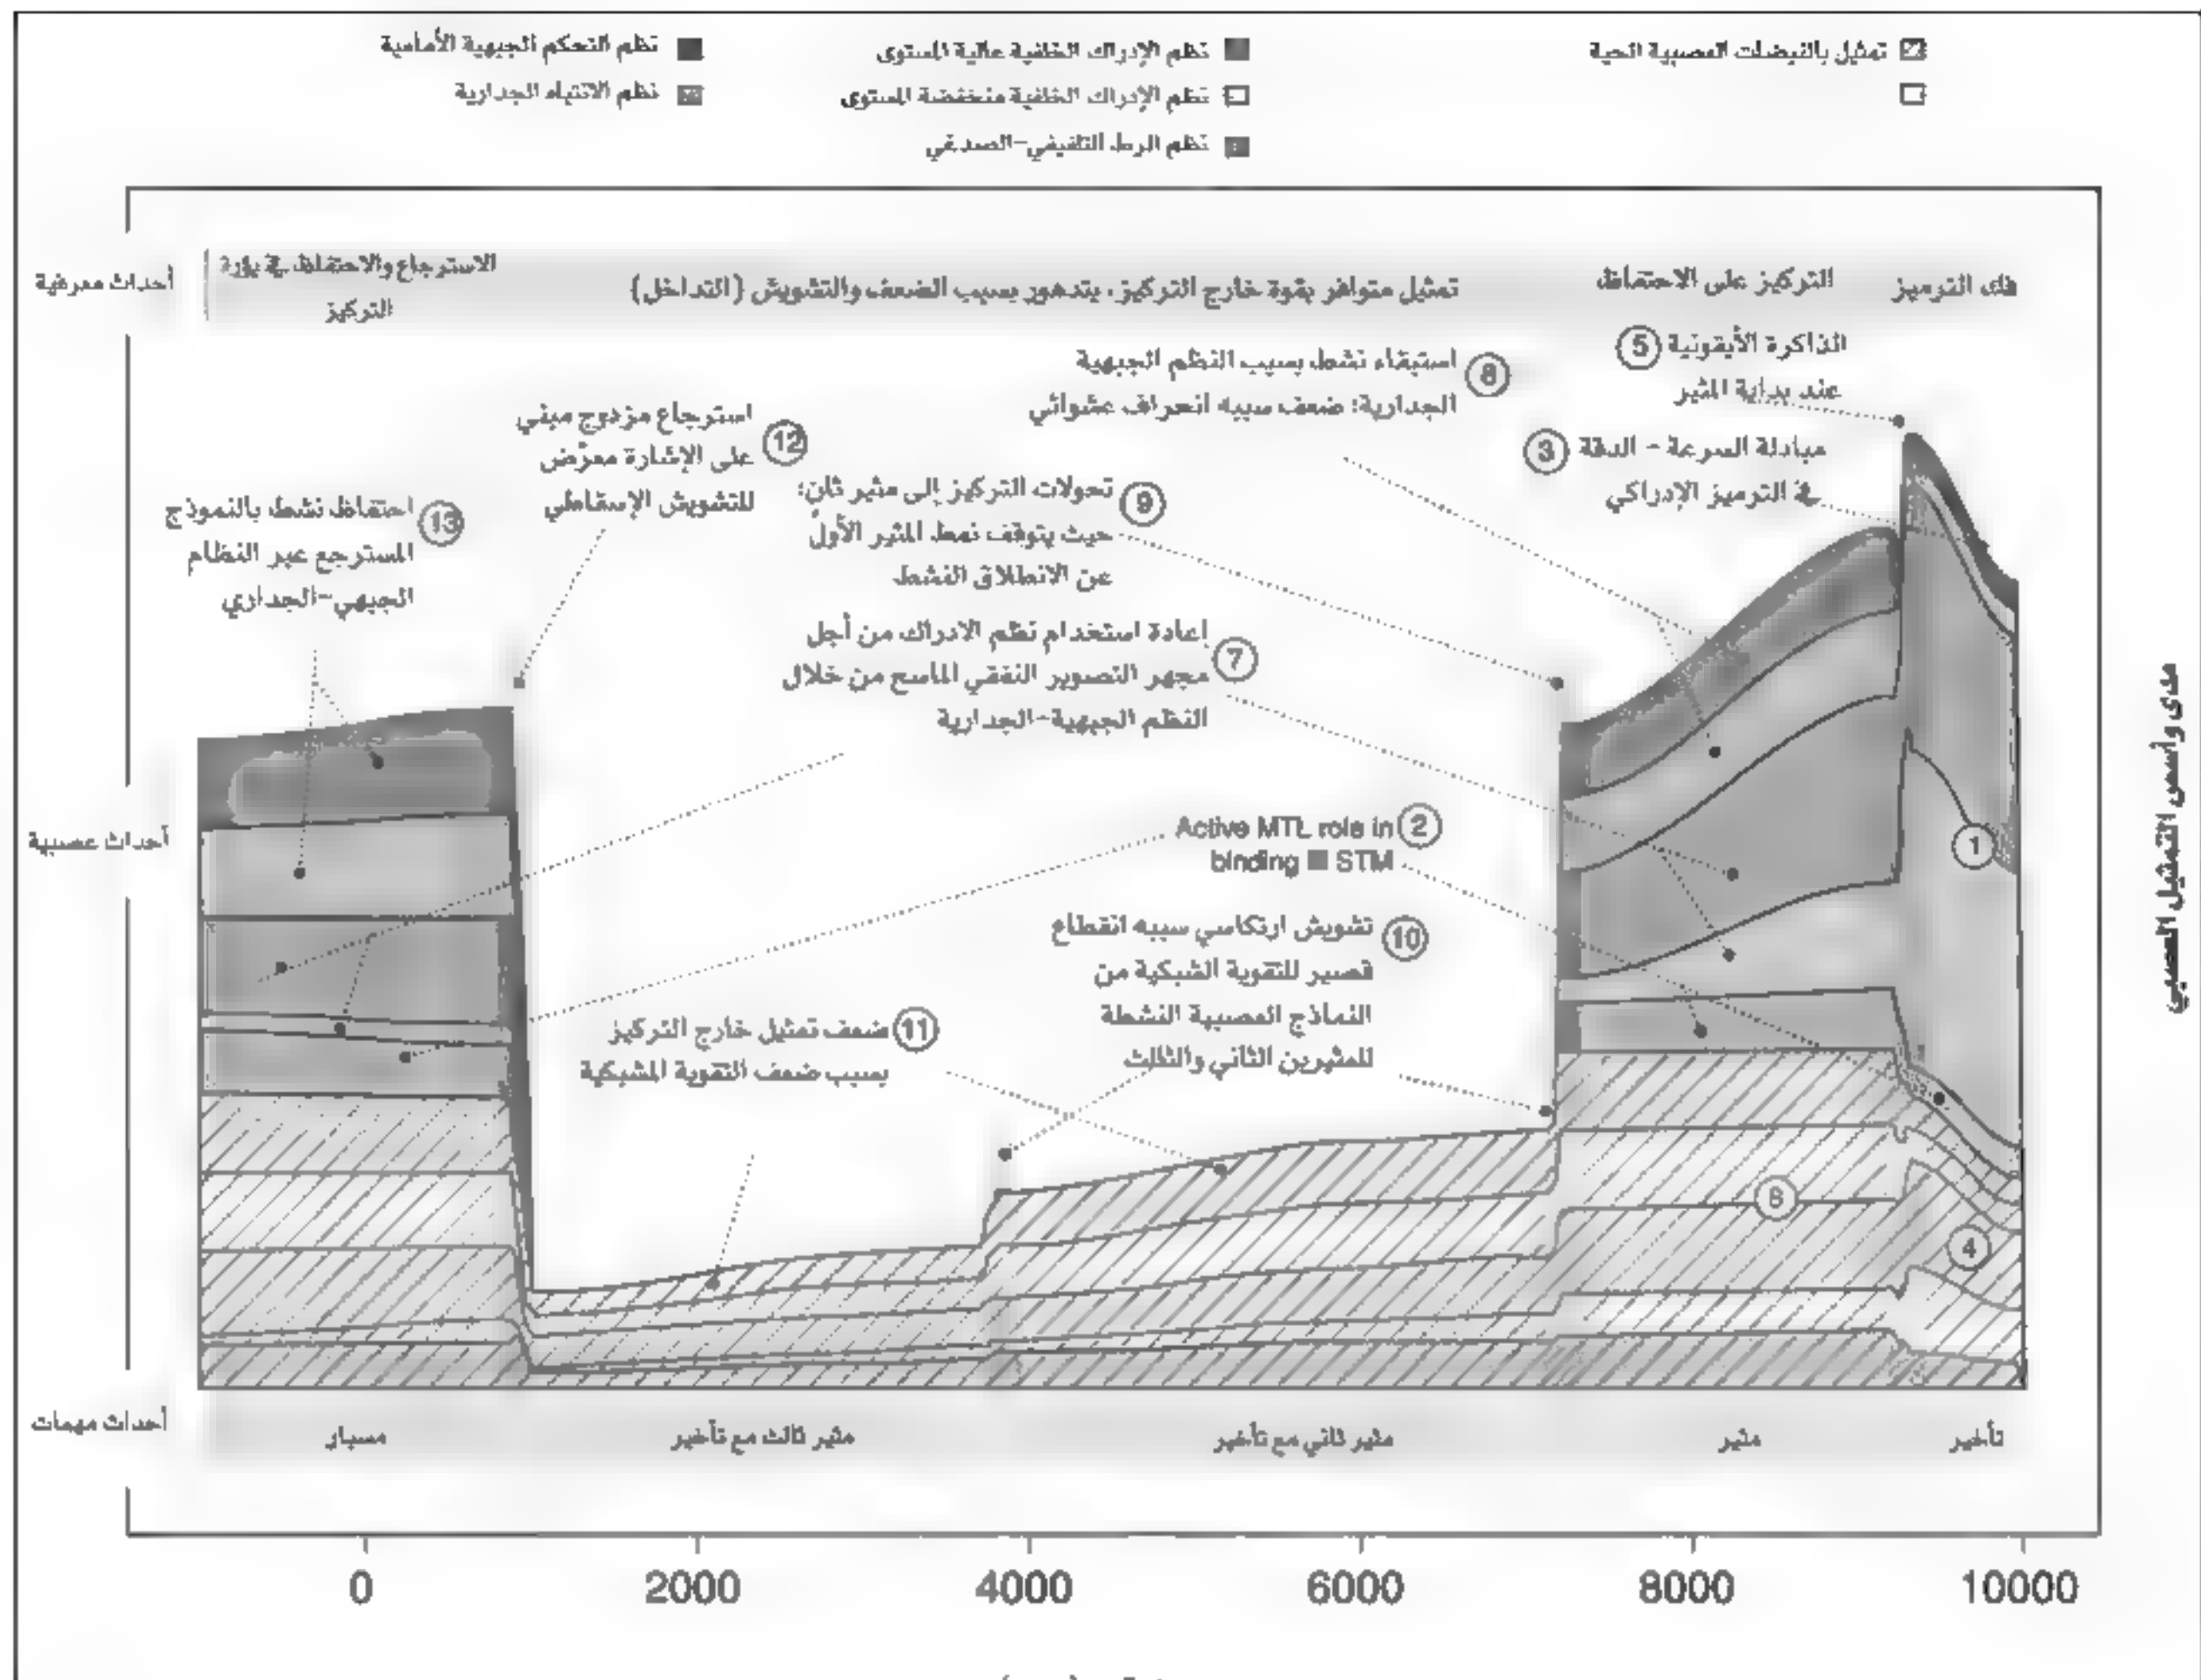 تمثيل بالنبضات العصبية الحية
نظم الإدراك الخلفية عالية المستوى
نظم الإدراك الخلفية منخفضة المستوى
نظم الربط التلفيفي-الصدغي
نظم التحكم الجبهية الأمامية
نظم الانتباه الجدارية
أحداث معرفية
فك الترميز
التركيز على الاحتفاظ
تمثيل متوافر بقوة خارج التركيز، يتدهور بسبب الضعف والتشويش (التداخل)
الاسترجاع والاحتفاظ في بؤرة
التركيز
5 الذاكرة الأيقونية
عند بداية المثير
3 مبادلة السرعة - الدقة
في الترميز الإدراكي
8 استبقاء نشط بسبب النظم الجبهية
الجدارية؛ ضعف سببه انحراف عشوائي
9 تحولات التركيز إلى مثير ثانٍ؛
حيث يتوقف نمط المثير الأول
عن الانطلاق النشط
12 استرجاع مزدوج مبني
على الإشارة معرّض
للتشويش الإسقاطي
13 احتفاظ نشط بالنموذج
المسترجع عبر النظام
الجبهي-الجداري
7 إعادة استخدام نظم الادراك من أجل
مجهر التصوير النفقي الماسح من خلال
النظم الجبهية-الجدارية
2 Active MTL role in
binding STM
10 تشويش ارتكاسي سببه انقطاع
قصير للتقوية الشبكية من
النماذج العصبية النشطة
للمثيرين الثاني والثالث
11 ضعف تمثيل خارج التركيز
بسبب ضعف التقوية المشبكية
1
6
4
أحداث عصبية
مدى وأسس التمثيل العصبي
أحداث مهمات
تأخير
مثير
مثير ثاني مع تأخير
مثير ثالث مع تأخير
مسبار
0 2000 4000 6000 8000 10000